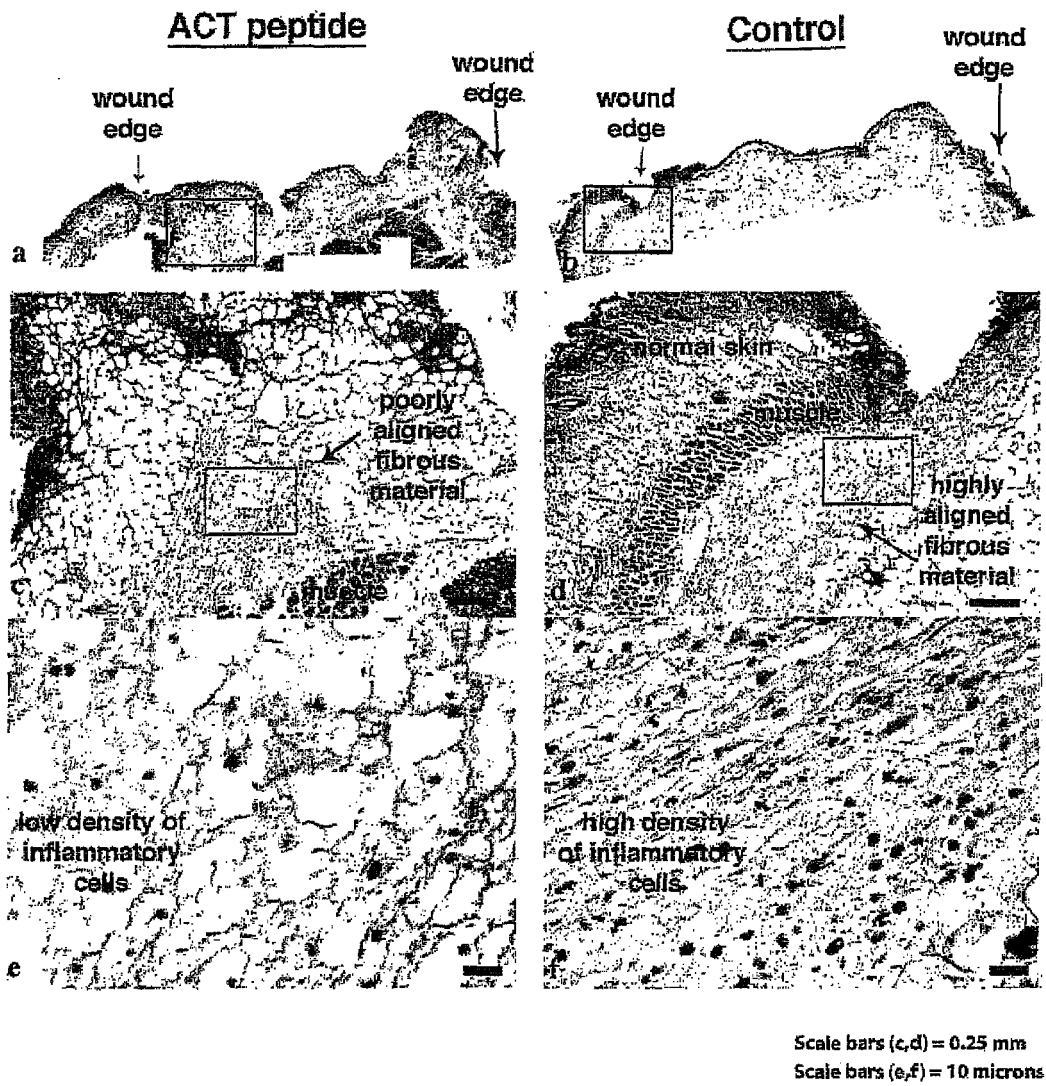 ACT peptide
Control
wound
edge
wound
edge.
wound
edge
wound
edge
a
b
poorly
aligned
fibrous
material
muscle
c
normal skin
muscle
highly
aligned
fibrous
material
d
low density of
inflammatory
cells
e
high density
of inflammatory
cells
f
Scale bars (c,d) = 0.25 mm
Scale bars (e,f) = 10 microns